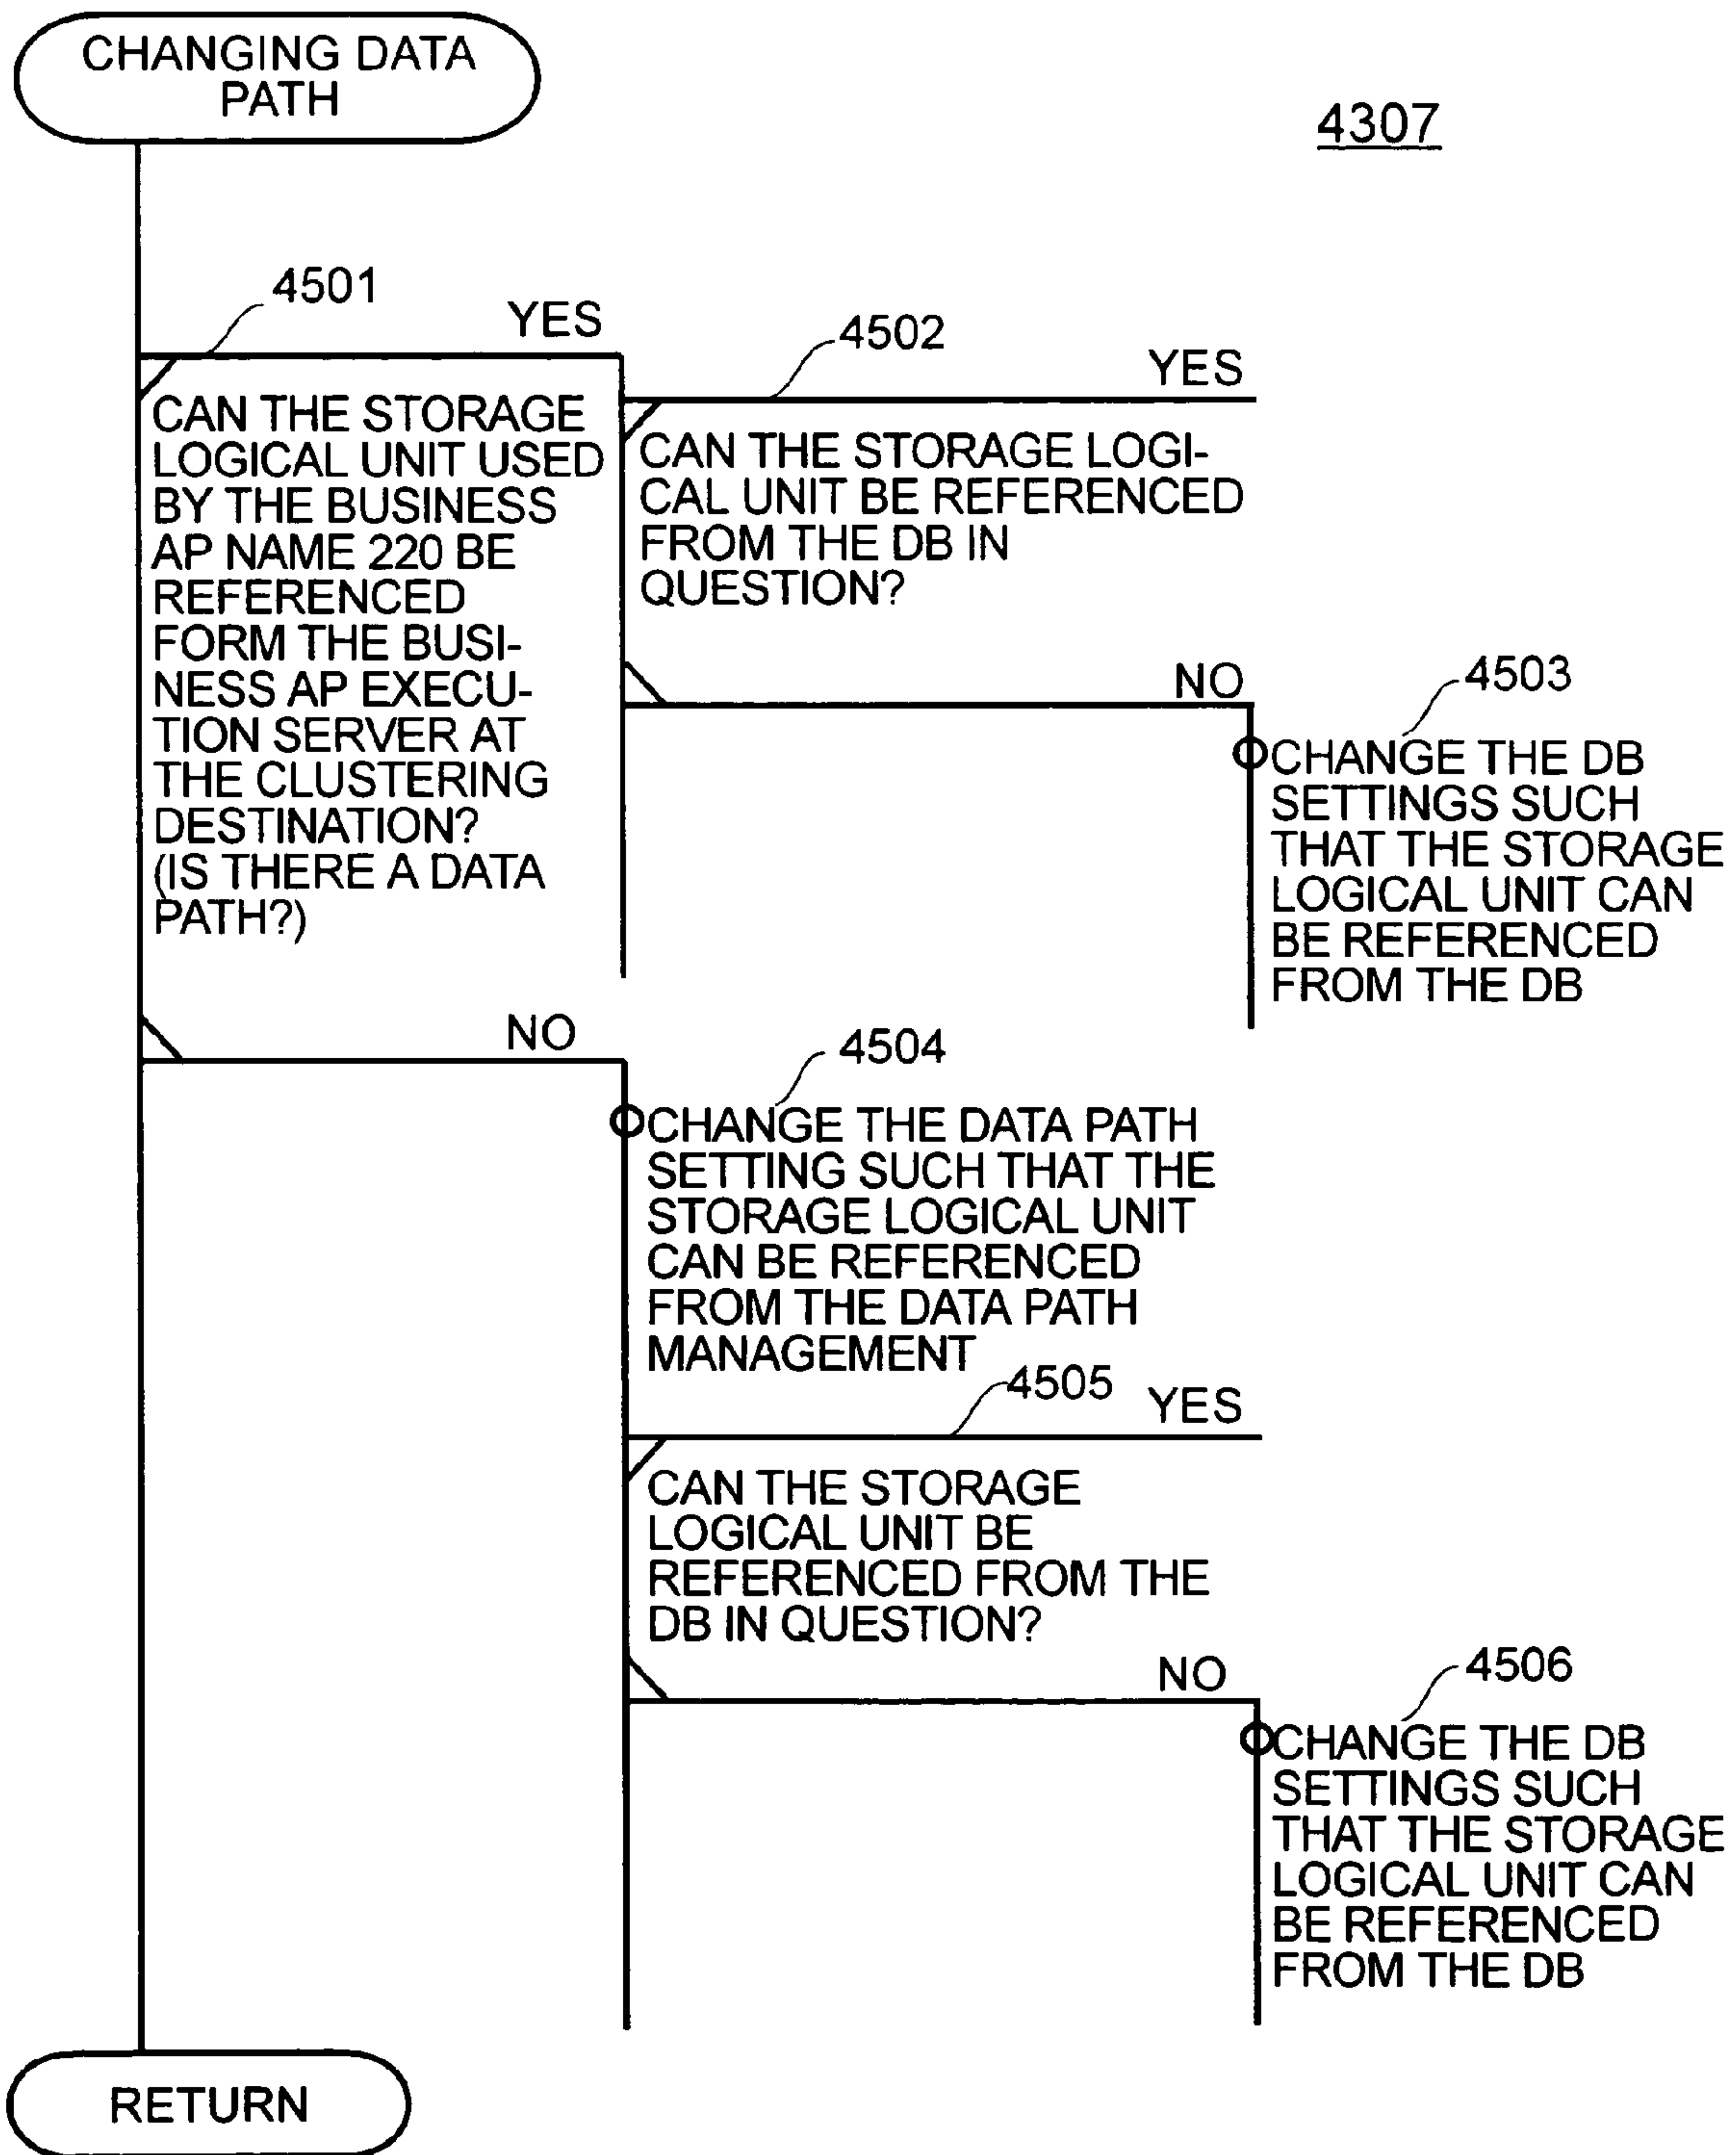 CHANGING DATA
PATH
4307
4501
YES
CAN THE STORAGE
LOGICAL UNIT USED
BY THE BUSINESS
AP NAME 220 BE
REFERENCED
FORM THE BUSI-
NESS AP EXECU-
TION SERVER AT
THE CLUSTERING
DESTINATION?
(IS THERE A DATA
PATH?)
4502
YES
CAN THE STORAGE LOGI-
CAL UNIT BE REFERENCED
FROM THE DB IN
QUESTION?
NO
4503
CHANGE THE DB
SETTINGS SUCH
THAT THE STORAGE
LOGICAL UNIT CAN
BE REFERENCED
FROM THE DB
NO
4504
CHANGE THE DATA PATH
SETTING SUCH THAT THE
STORAGE LOGICAL UNIT
CAN BE REFERENCED
FROM THE DATA PATH
MANAGEMENT
4505
YES
CAN THE STORAGE
LOGICAL UNIT BE
REFERENCED FROM THE
DB IN QUESTION?
NO
4506
CHANGE THE DB
SETTINGS SUCH
THAT THE STORAGE
LOGICAL UNIT CAN
BE REFERENCED
FROM THE DB
RETURN